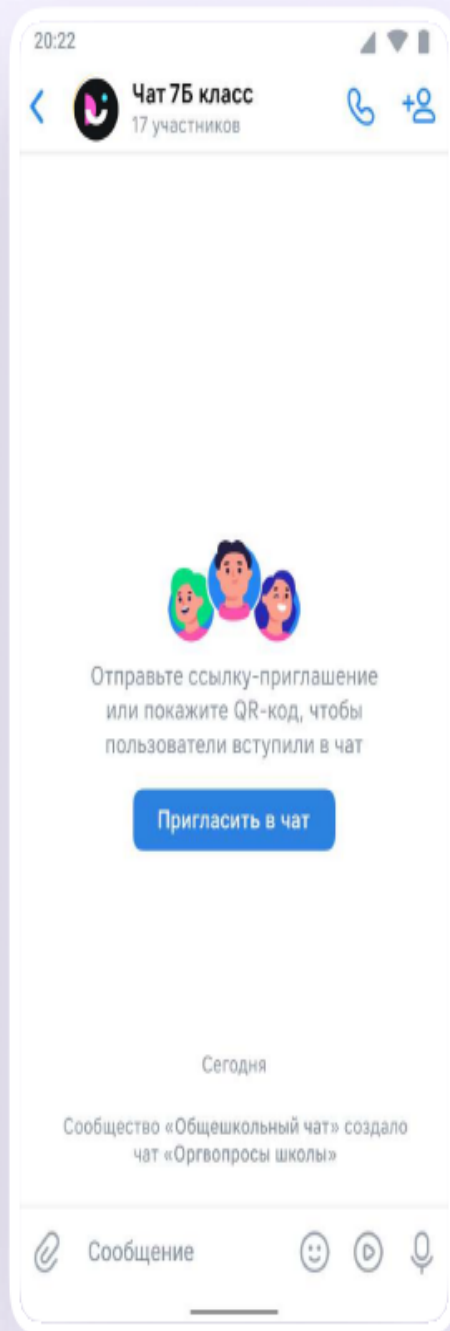 20:22
Чат 7Б класс
17 участников
Отправьте ссылку-приглашение
или покажите QR-код, чтобы
пользователи вступили в чат
Пригласить в чат
Сегодня
Сообщество «Общешкольный чат» создало
чат «Оргвопросы школы»
Сообщение